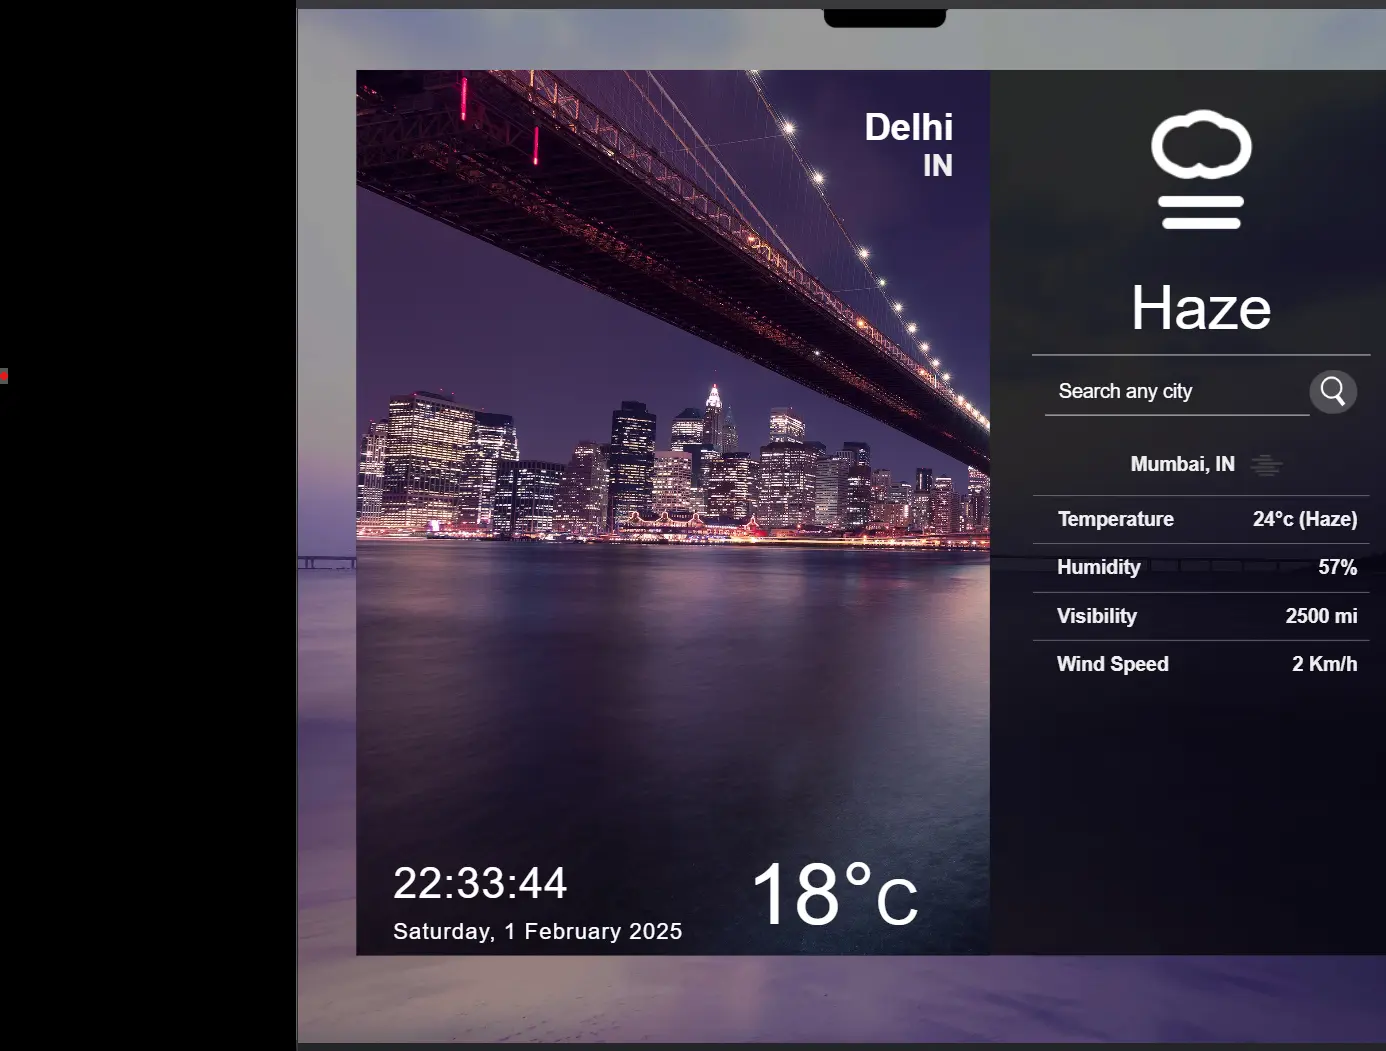 Delhi
IN
22:33:44
Saturday, 1 February 2025
18°c
Haze
Search any city
Mumbai, IN
Temperature 24°c (Haze)
Humidity 57%
Visibility 2500 mi
Wind Speed 2 Km/h